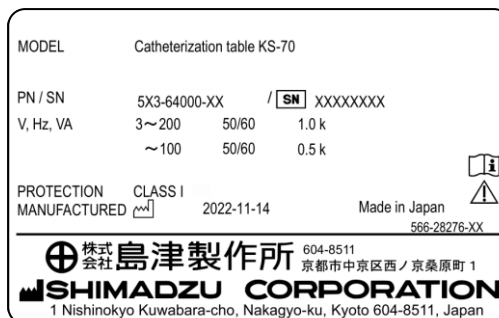 MODEL Catheterization table KS-70
PN / SN 5X3-64000-XX / SN XXXXXXXX
V, Hz, VA 3～200 50/60 1.0 k
～100 50/60 0.5 k
PROTECTION CLASS I
MANUFACTURED 2022-11-14 Made in Japan
566-28276-XX
株式会社 島津製作所 604-8511
京都市中京区西ノ京桑原町 1
SHIMADZU CORPORATION
1 Nishinokyo Kuwabara-cho, Nakagyo-ku, Kyoto 604-8511, Japan